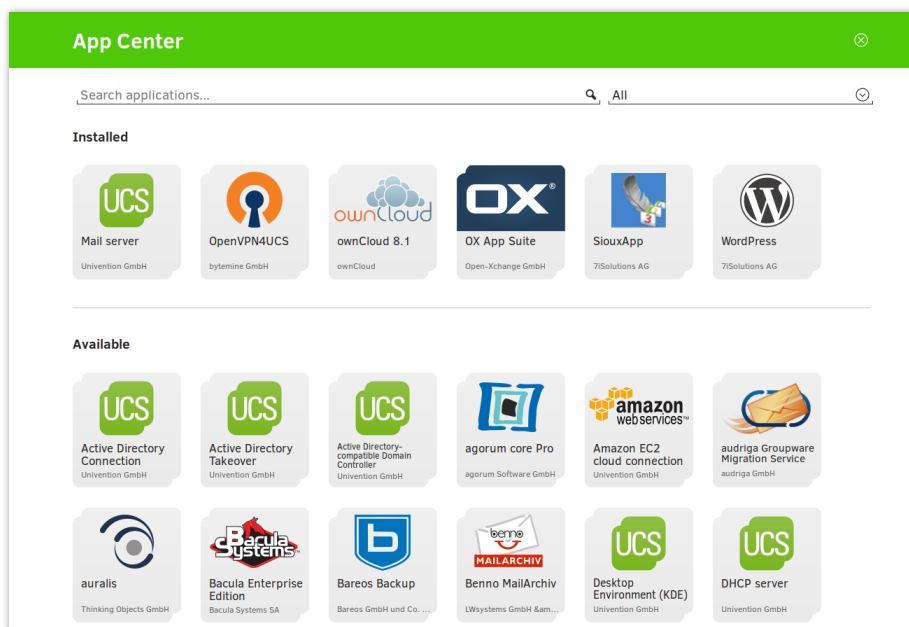 App Center
Search applications...
All
Installed
UCS
ownCloud
OX®
3
W
Mail server
OpenVPN4UCS
ownCloud 8.1
OX App Suite
SiouxApp
WordPress
Univention GmbH
bytemine GmbH
ownCloud
Open-Xchange GmbH
7iSolutions AG
7iSolutions AG
Available
UCS
UCS
UCS
amazon
webservices™
Active Directory
Connection
Univention GmbH
Active Directory
Takeover
Univention GmbH
Active Directory-
compatible Domain
Controller
Univention GmbH
agorum core Pro
agorum Software GmbH
Amazon EC2
cloud connection
Univention GmbH
audriga Groupware
Migration Service
audriga GmbH
Bacula
Systems™
b
benno
MAILARCHIV
UCS
UCS
auralis
Thinking Objects GmbH
Bacula Enterprise
Edition
Bacula Systems SA
Bareos Backup
Bareos GmbH und Co. ...
Benno MailArchiv
LWsystems GmbH &am...
Desktop
Environment (KDE)
Univention GmbH
DHCP server
Univention GmbH